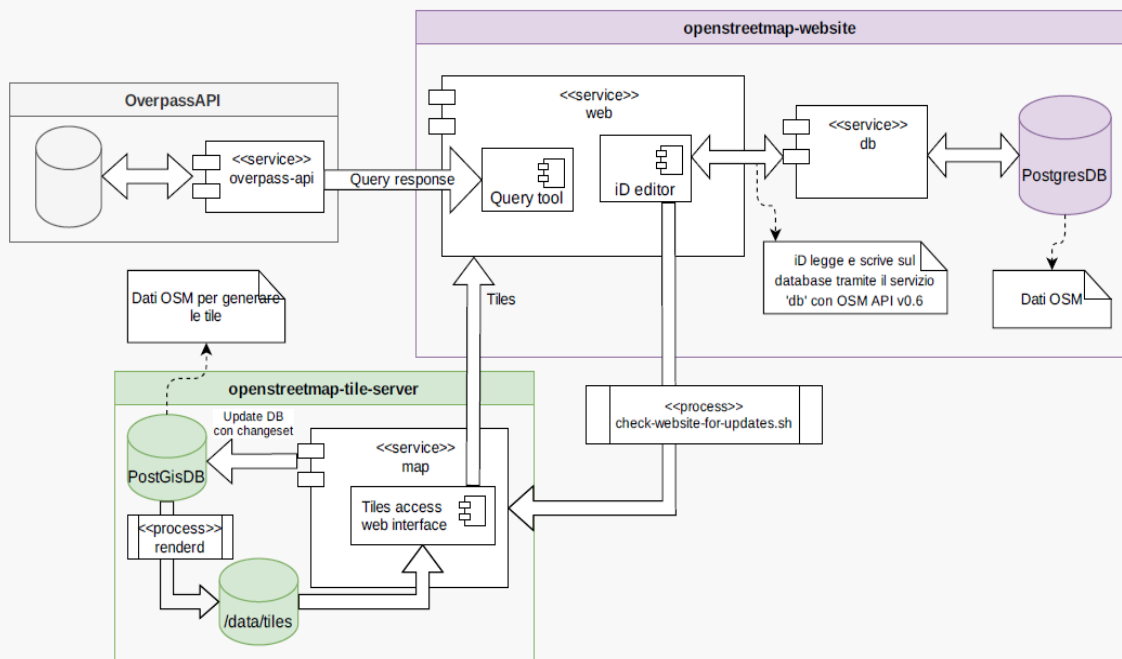 openstreetmap-website
OverpassAPI
<<service>>
overpass-api
Query response
<<service>>
web
Query tool
iD editor
<<service>>
db
PostgresDB
iD legge e scrive sul
database tramite il servizio
'db' con OSM API v0.6
Dati OSM
Dati OSM per generare
le tile
Tiles
openstreetmap-tile-server
Update DB
con changeset
PostGisDB
<<service>>
map
Tiles access
web interface
<<process>>
check-website-for-updates.sh
<<process>>
renderd
/data/tiles